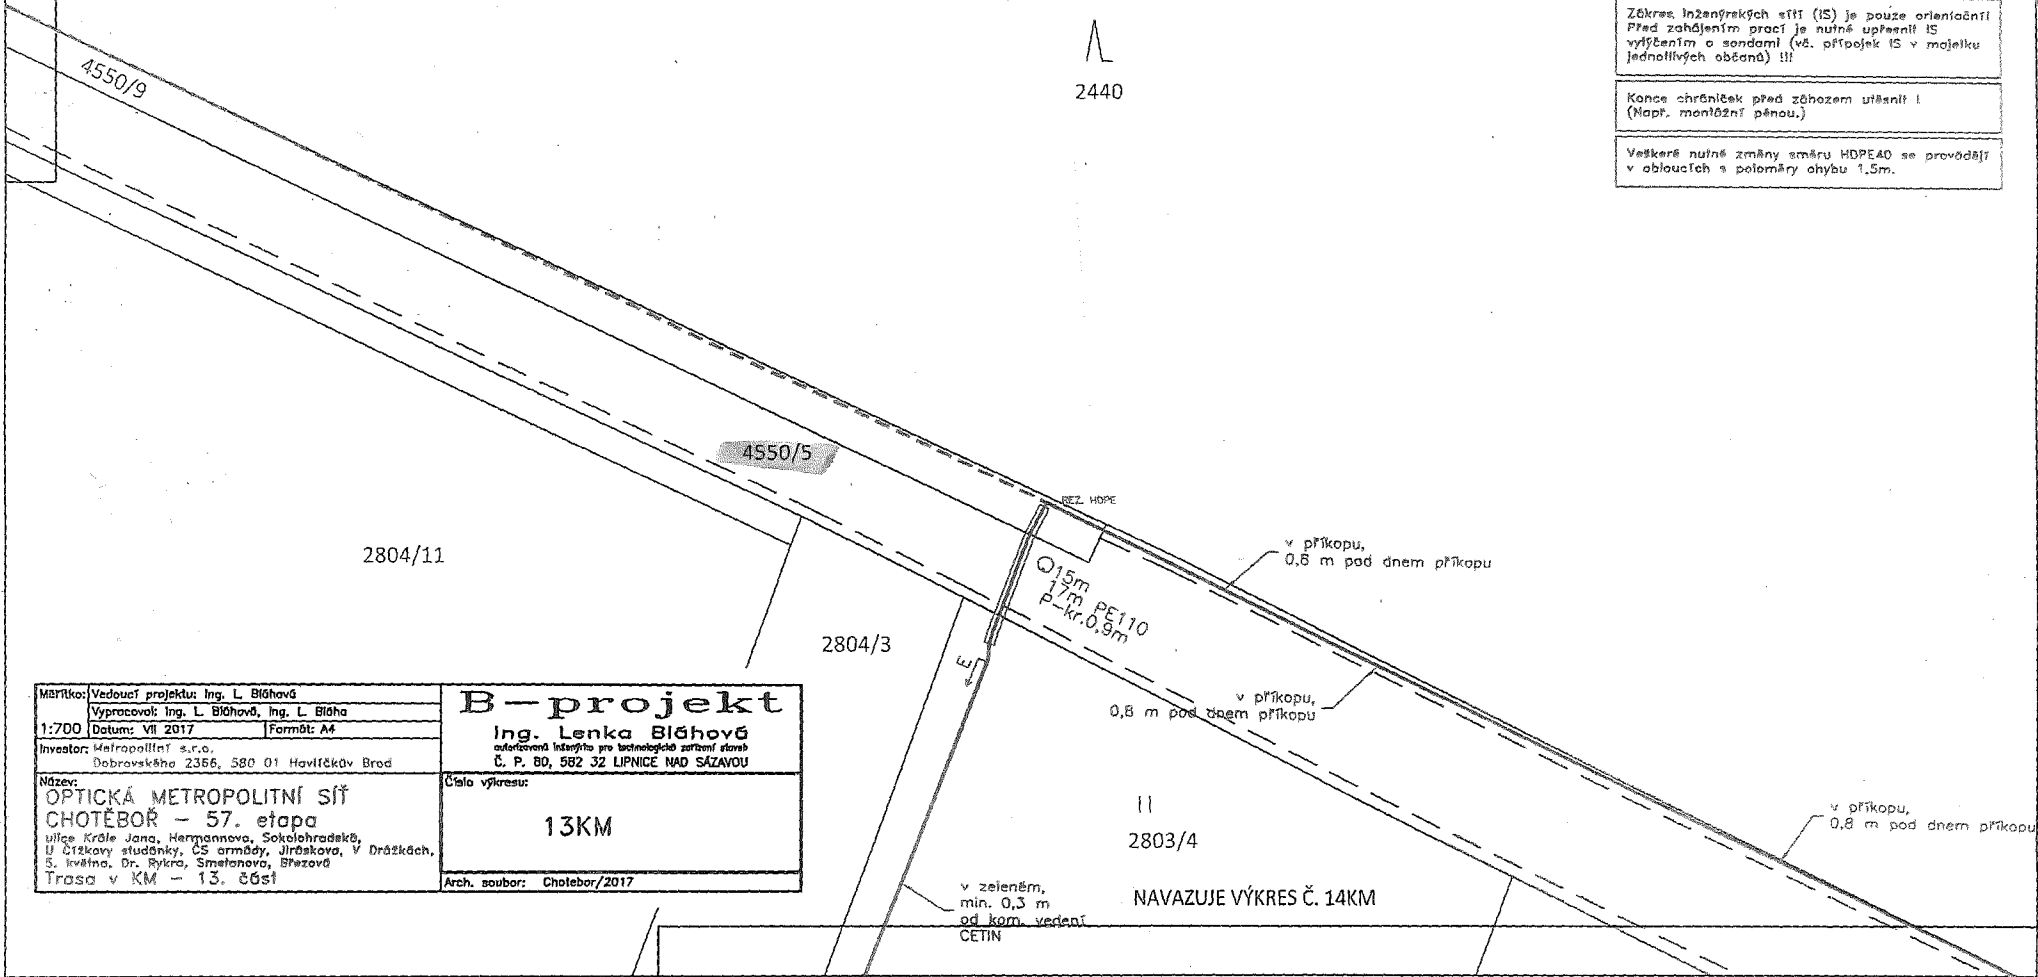 Zákres inženýrských sítí (IS) je pouze orientační!
Před zahájením prací je nutné upřesnit IS
vytýčením a sondami (vč. přípojek IS v majetku
jednotlivých občanů) !!!
Konce chrániček před záhozem utěsnit !
(Např. montážní pěnou.)
Veškeré nutné změny směru HDPE40 se provádějí
v obloucích s poloměry ohybu 1,5m.
4550/9
2440
4550/5
REZ. HDPE
2804/11
15m
17m PE110
P-kr.0,9m
v příkopu,
0,8 m pod dnem příkopu
2804/3
E
v příkopu,
0,8 m pod dnem příkopu
v příkopu,
0,8 m pod dnem příkopu
2803/4
NAVAZUJE VÝKRES Č. 14KM
v zeleném,
min. 0,3 m
od kom. vedení
CETIN
Měřítko:
1:700
Vedoucí projektu: Ing. L. Bláhová
Vypracoval: Ing. L. Bláhová, Ing. L. Bláha
Datum: VII 2017 Formát: A4
Investor: Metropolitní s.r.o.
Dobrovského 2366, 580 01 Havlíčkův Brod
Název:
OPTICKÁ METROPOLITNÍ SÍŤ
CHOTĚBOŘ – 57. etapa
ulice Krále Jana, Hermannova, Sokolohradská,
U Čížkovy studánky, ČS armády, Jiráskova, V Drážkách,
5. května, Dr. Rykra, Smetanova, Březová
Trasa v KM – 13. část
B–projekt
Ing. Lenka Bláhová
autorizovaná inženýrka pro technologická zařízení staveb
Č. P. 80, 582 32 LIPNICE NAD SÁZAVOU
Číslo výkresu:
13KM
Arch. soubor: Chotebor/2017